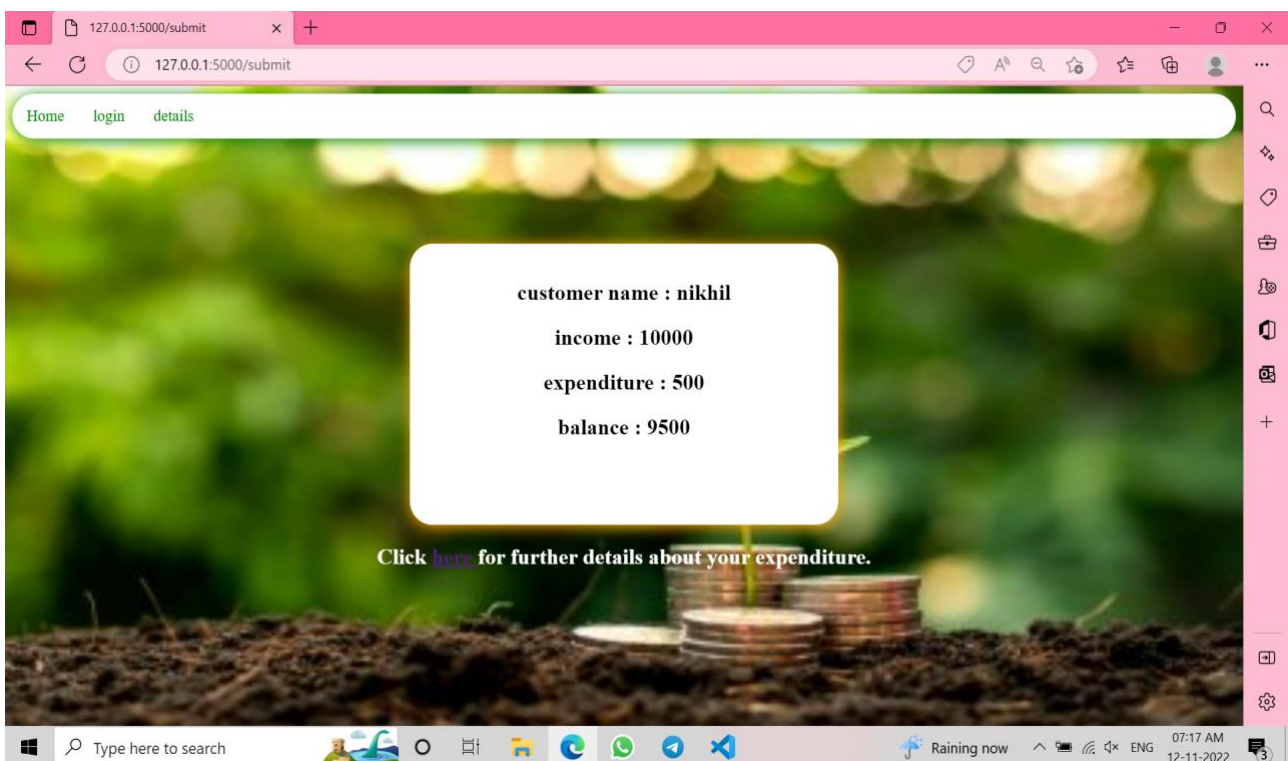 127.0.0.1:5000/submit
127.0.0.1:5000/submit
Home login details
customer name : nikhil
income : 10000
expenditure : 500
balance : 9500
Click here for further details about your expenditure.
Type here to search
Raining now
ENG
07:17 AM
12-11-2022
3